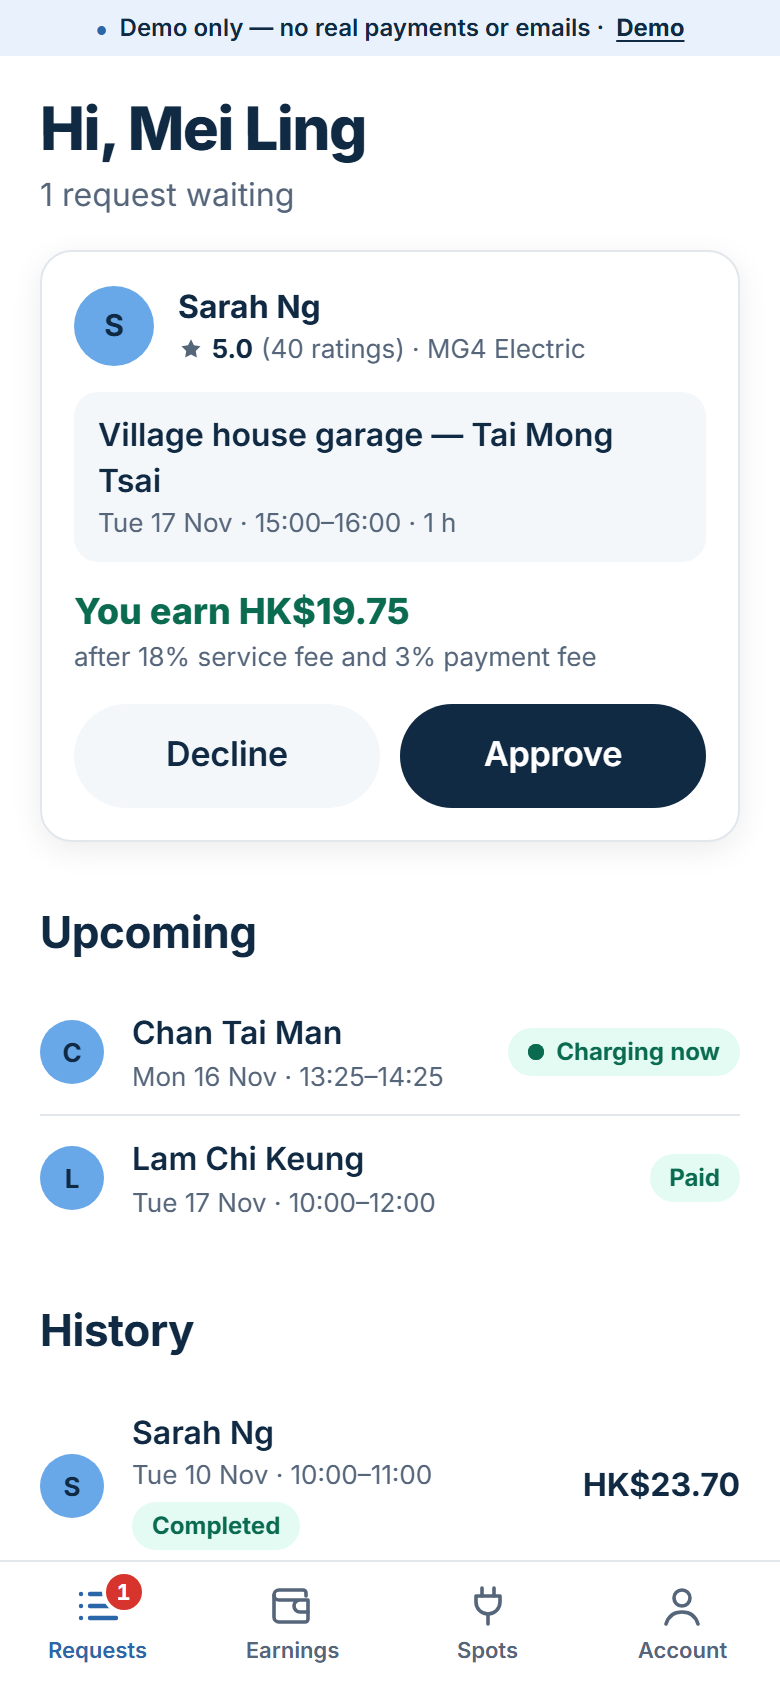 Demo only — no real payments or emails · Demo
Hi, Mei Ling
1 request waiting
S
Sarah Ng
★ 5.0 (40 ratings) · MG4 Electric
Village house garage — Tai Mong
Tsai
Tue 17 Nov · 15:00–16:00 · 1 h
You earn HK$19.75
after 18% service fee and 3% payment fee
Decline
Approve
Upcoming
C
Chan Tai Man
Mon 16 Nov · 13:25–14:25
Charging now
L
Lam Chi Keung
Tue 17 Nov · 10:00–12:00
Paid
History
S
Sarah Ng
Tue 10 Nov · 10:00–11:00
Completed
HK$23.70
1
Requests
Earnings
Spots
Account